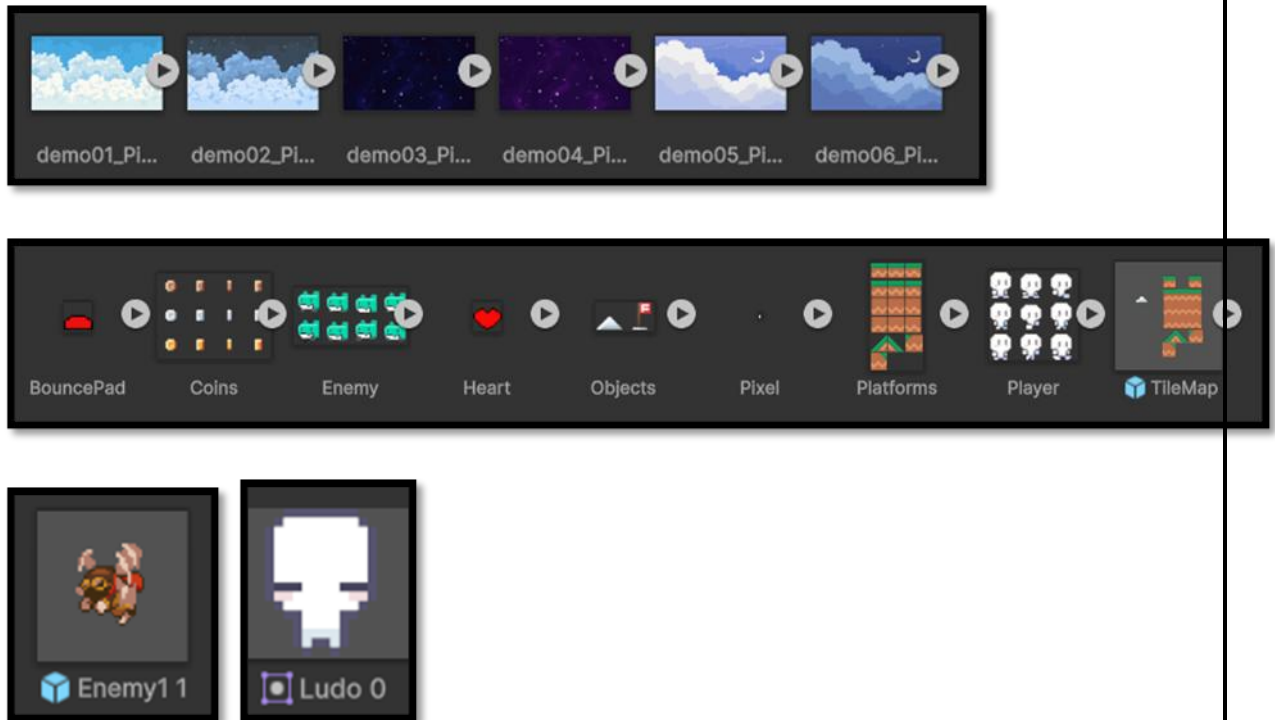 demo01_Pi... demo02_Pi... demo03_Pi... demo04_Pi... demo05_Pi... demo06_Pi...
BouncePad Coins Enemy Heart Objects Pixel Platforms Player TileMap
Enemy1 1 Ludo 0